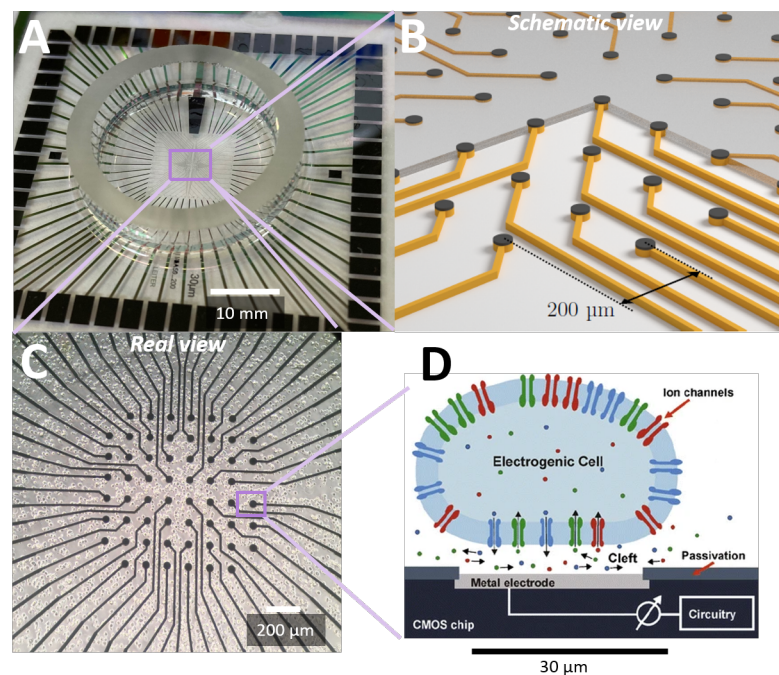 A
10 mm
30µm
B
Schematic view
200 µm
C
Real view
200 µm
D
Ion channels
Electrogenic Cell
Cleft
Passivation
Metal electrode
CMOS chip
Circuitry
30 µm